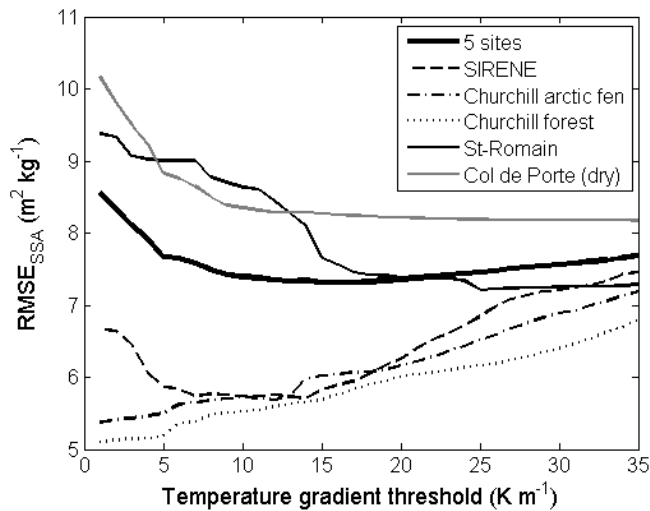 11
10
9
8
7
6
5
RMSE_SSA (m² kg⁻¹)
5 sites
SIRENE
Churchill arctic fen
Churchill forest
St-Romain
Col de Porte (dry)
0 5 10 15 20 25 30 35
Temperature gradient threshold (K m⁻¹)